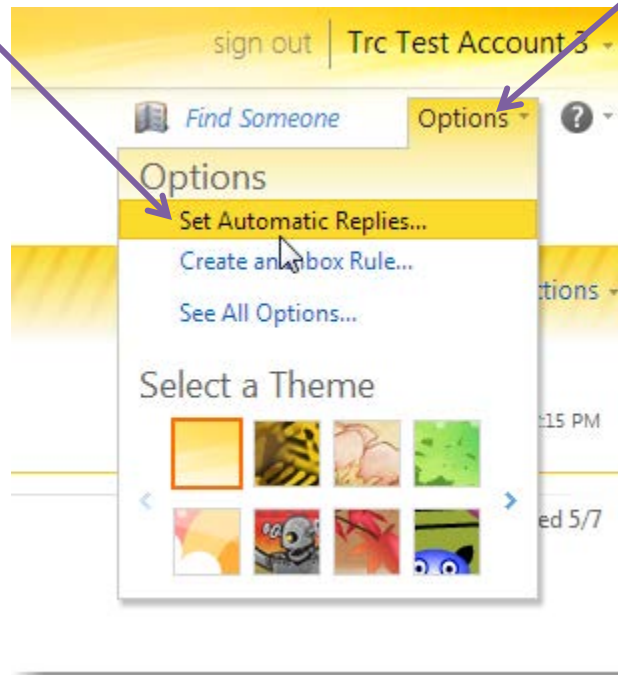 sign out | Trc Test Account 3
Find Someone Options ?
Options
Set Automatic Replies...
Create an box Rule...
ctions
See All Options...
Select a Theme
:15 PM
ed 5/7